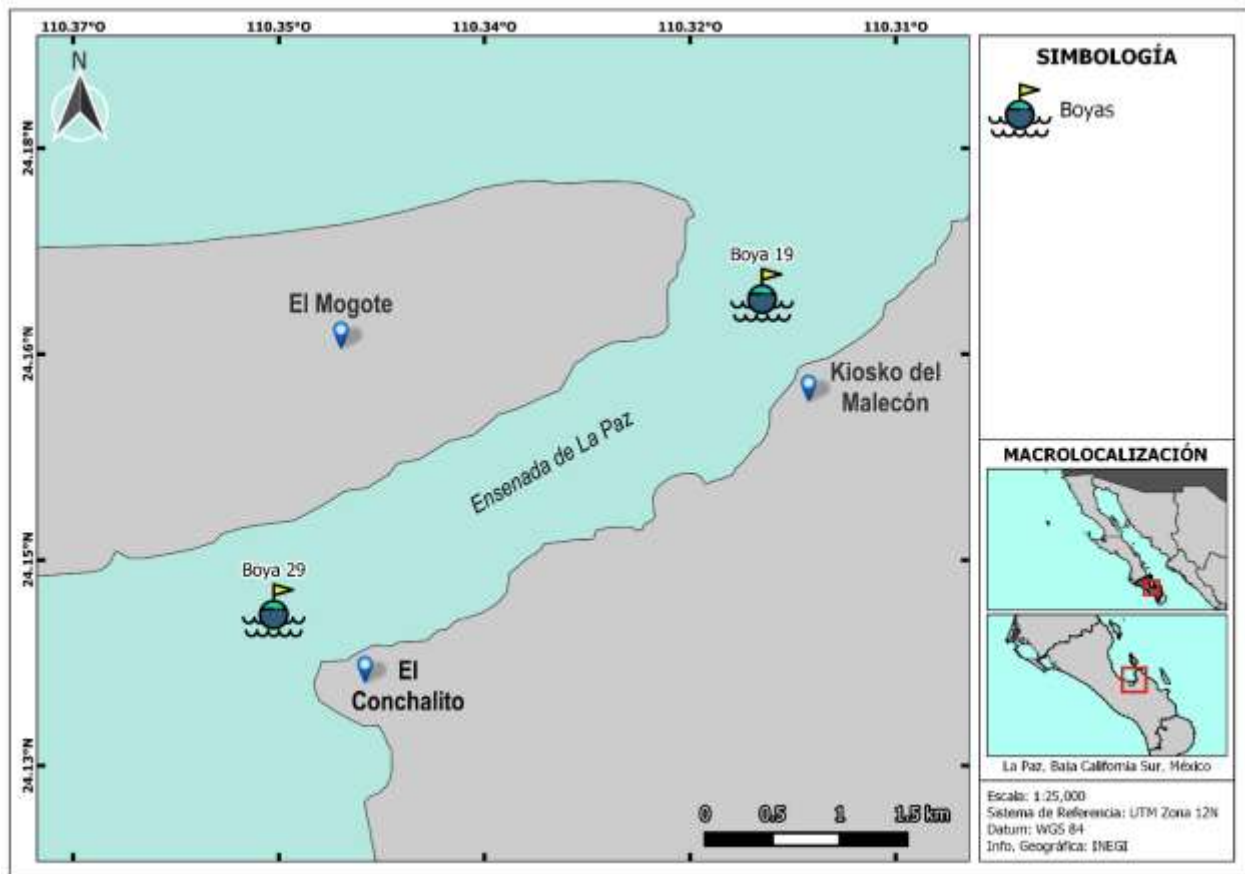 110.37°O
110.35°O
110.34°O
110.32°O
110.31°O
N
24.18°N
24.16°N
24.15°N
24.13°N
Boya 19
El Mogote
Kiosko del
Malecón
Ensenada de La Paz
Boya 29
El
Conchalito
0 0.5 1 1.5 km
SIMBOLOGÍA
Boyas
MACROLOCALIZACIÓN
La Paz, Baja California Sur, México
Escala: 1:25,000
Sistema de Referencia: UTM Zona 12N
Datum: WGS 84
Info. Geográfica: INEGI